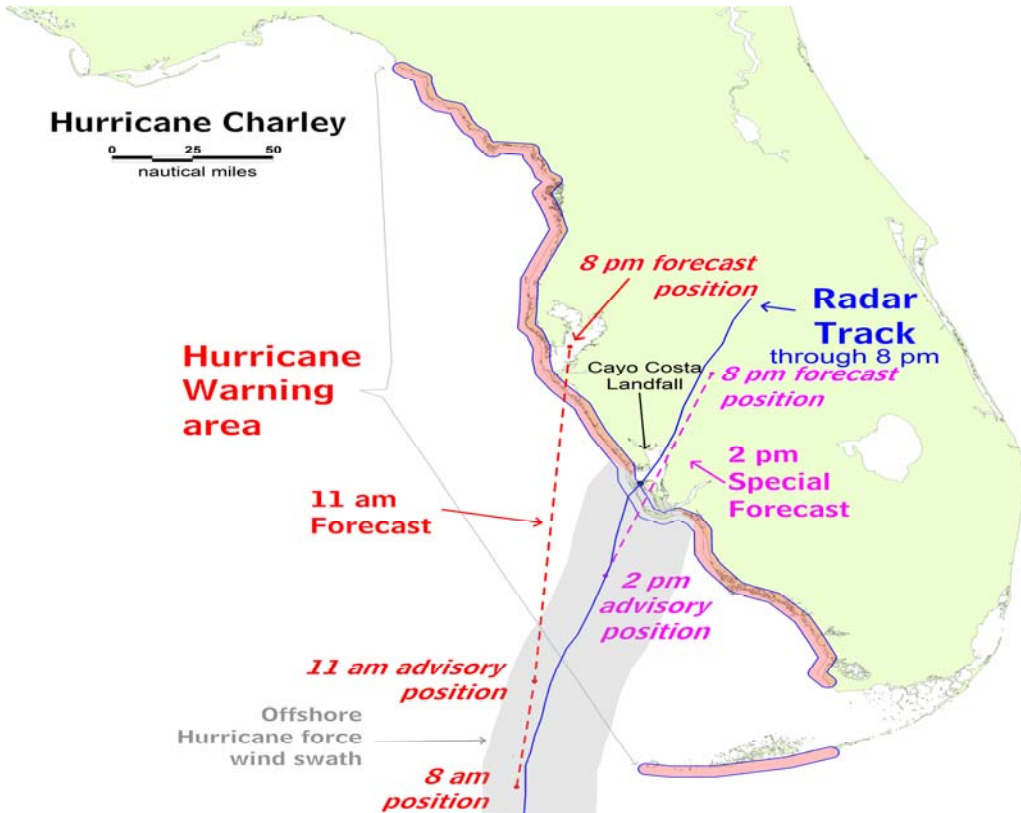 Hurricane Charley
0 25 50
nautical miles
8 pm forecast
position
Radar
Track
through 8 pm
Hurricane
Warning
area
Cayo Costa
Landfall
8 pm forecast
position
2 pm
Special
Forecast
11 am
Forecast
2 pm
advisory
position
11 am advisory
position
Offshore
Hurricane force
wind swath
8 am
position